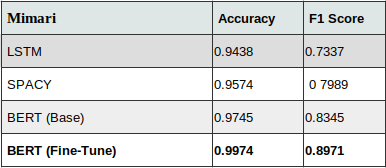 Mimari Accuracy F1 Score
LSTM 0.9438 0.7337
SPACY 0.9574 0 7989
BERT (Base) 0.9745 0.8345
BERT (Fine-Tune) 0.9974 0.8971